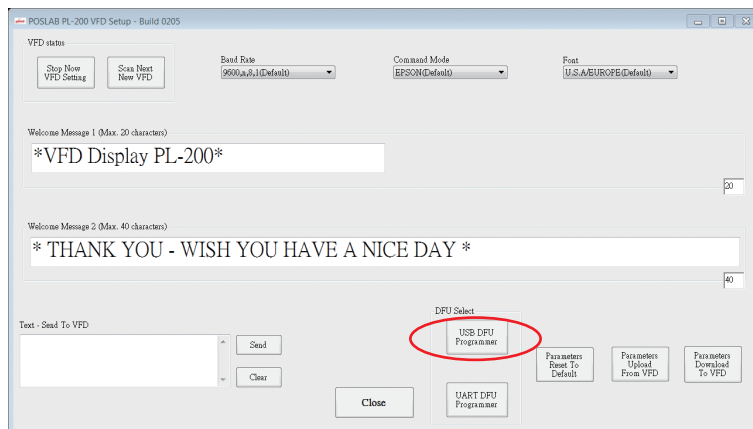 POSLAB PL-200 VFD Setup - Build 0205
VFD status
Stop Now
VFD Setting
Scan Next
New VFD
Baud Rate
9600,n,8,1(Default)
Command Mode
EPSON(Default)
Font
U.S.A/EUROPE(Default)
Welcome Message 1 (Max. 20 characters)
*VFD Display PL-200*
20
Welcome Message 2 (Max. 40 characters)
* THANK YOU - WISH YOU HAVE A NICE DAY *
40
Text - Send To VFD
Send
Clear
Close
DFU Select
USB DFU
Programmer
UART DFU
Programmer
Parameters
Reset To
Default
Parameters
Upload
From VFD
Parameters
Download
To VFD